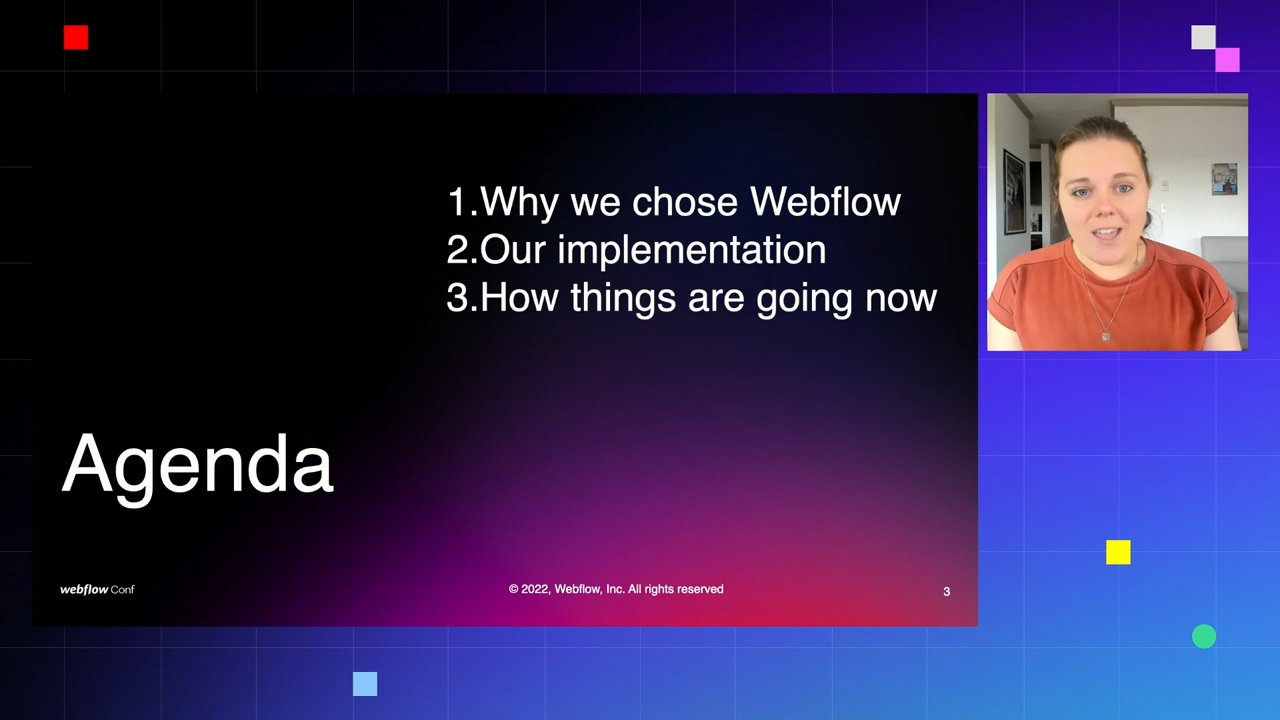 1.Why we chose Webflow
2.Our implementation
3.How things are going now
Agenda
webflow Conf
© 2022, Webflow, Inc. All rights reserved
3